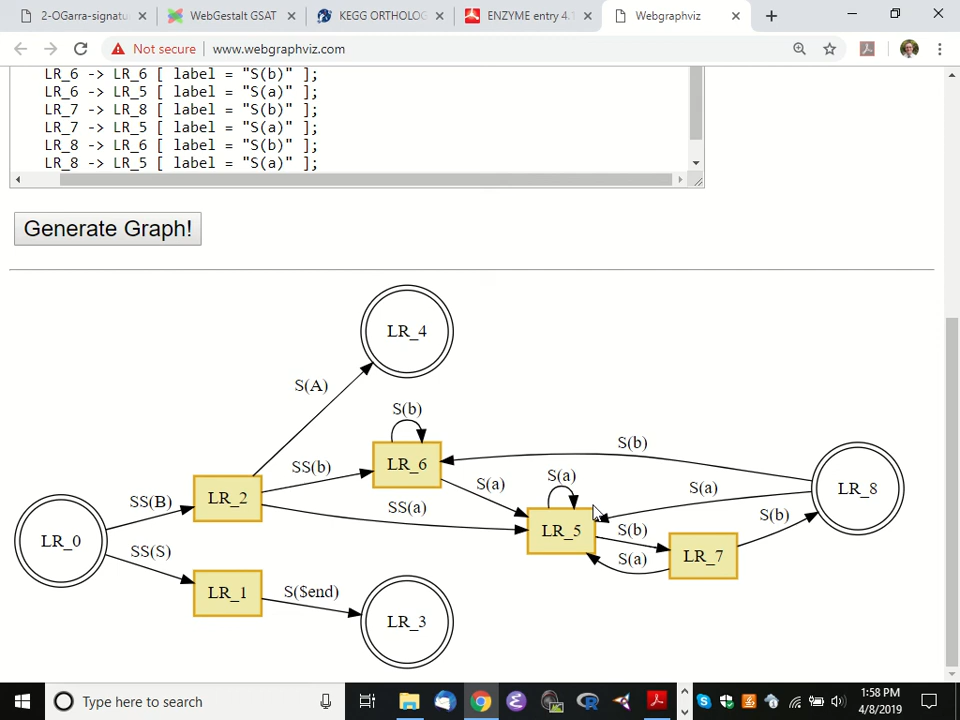 2-OGarra-signatu
WebGestalt GSAT
KEGG ORTHOLOG
ENZYME entry 4.1
Webgraphviz
Not secure
www.webgraphviz.com
LR_6 -> LR_6 [ label = "S(b)" ];
LR_6 -> LR_5 [ label = "S(a)" ];
LR_7 -> LR_8 [ label = "S(b)" ];
LR_7 -> LR_5 [ label = "S(a)" ];
LR_8 -> LR_6 [ label = "S(b)" ];
LR_8 -> LR_5 [ label = "S(a)" ];
Generate Graph!
LR_4
S(A)
S(b)
S(b)
LR_6
SS(b)
S(a)
S(a)
S(a)
LR_8
LR_2
SS(B)
SS(a)
S(b)
LR_5
S(b)
LR_0
SS(S)
S(a)
LR_7
LR_1
S($end)
LR_3
Type here to search
1:58 PM
4/8/2019